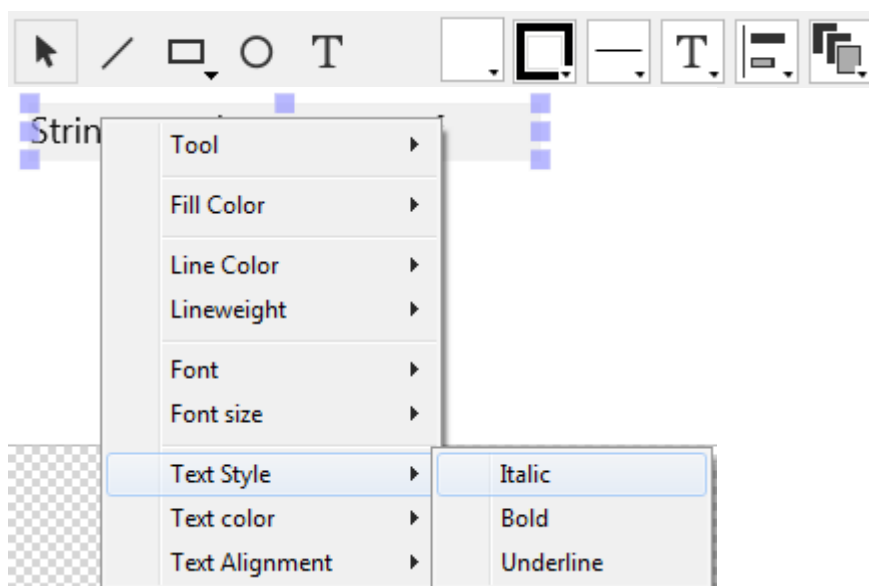 T T
Strin
Tool
Fill Color
Line Color
Lineweight
Font
Font size
Text Style
Italic
Text color
Bold
Text Alignment
Underline